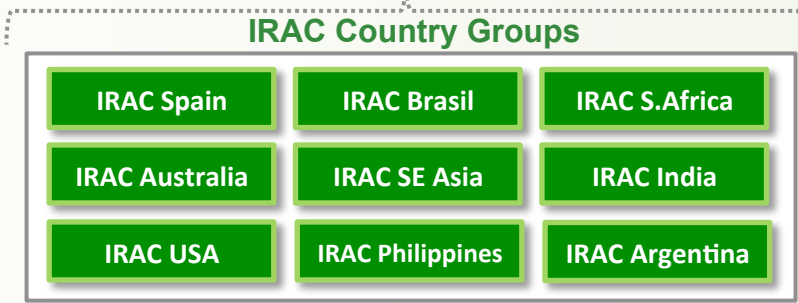 IRAC Country Groups
IRAC Spain
IRAC Brasil
IRAC S.Africa
IRAC Australia
IRAC SE Asia
IRAC India
IRAC USA
IRAC Philippines
IRAC Argentina